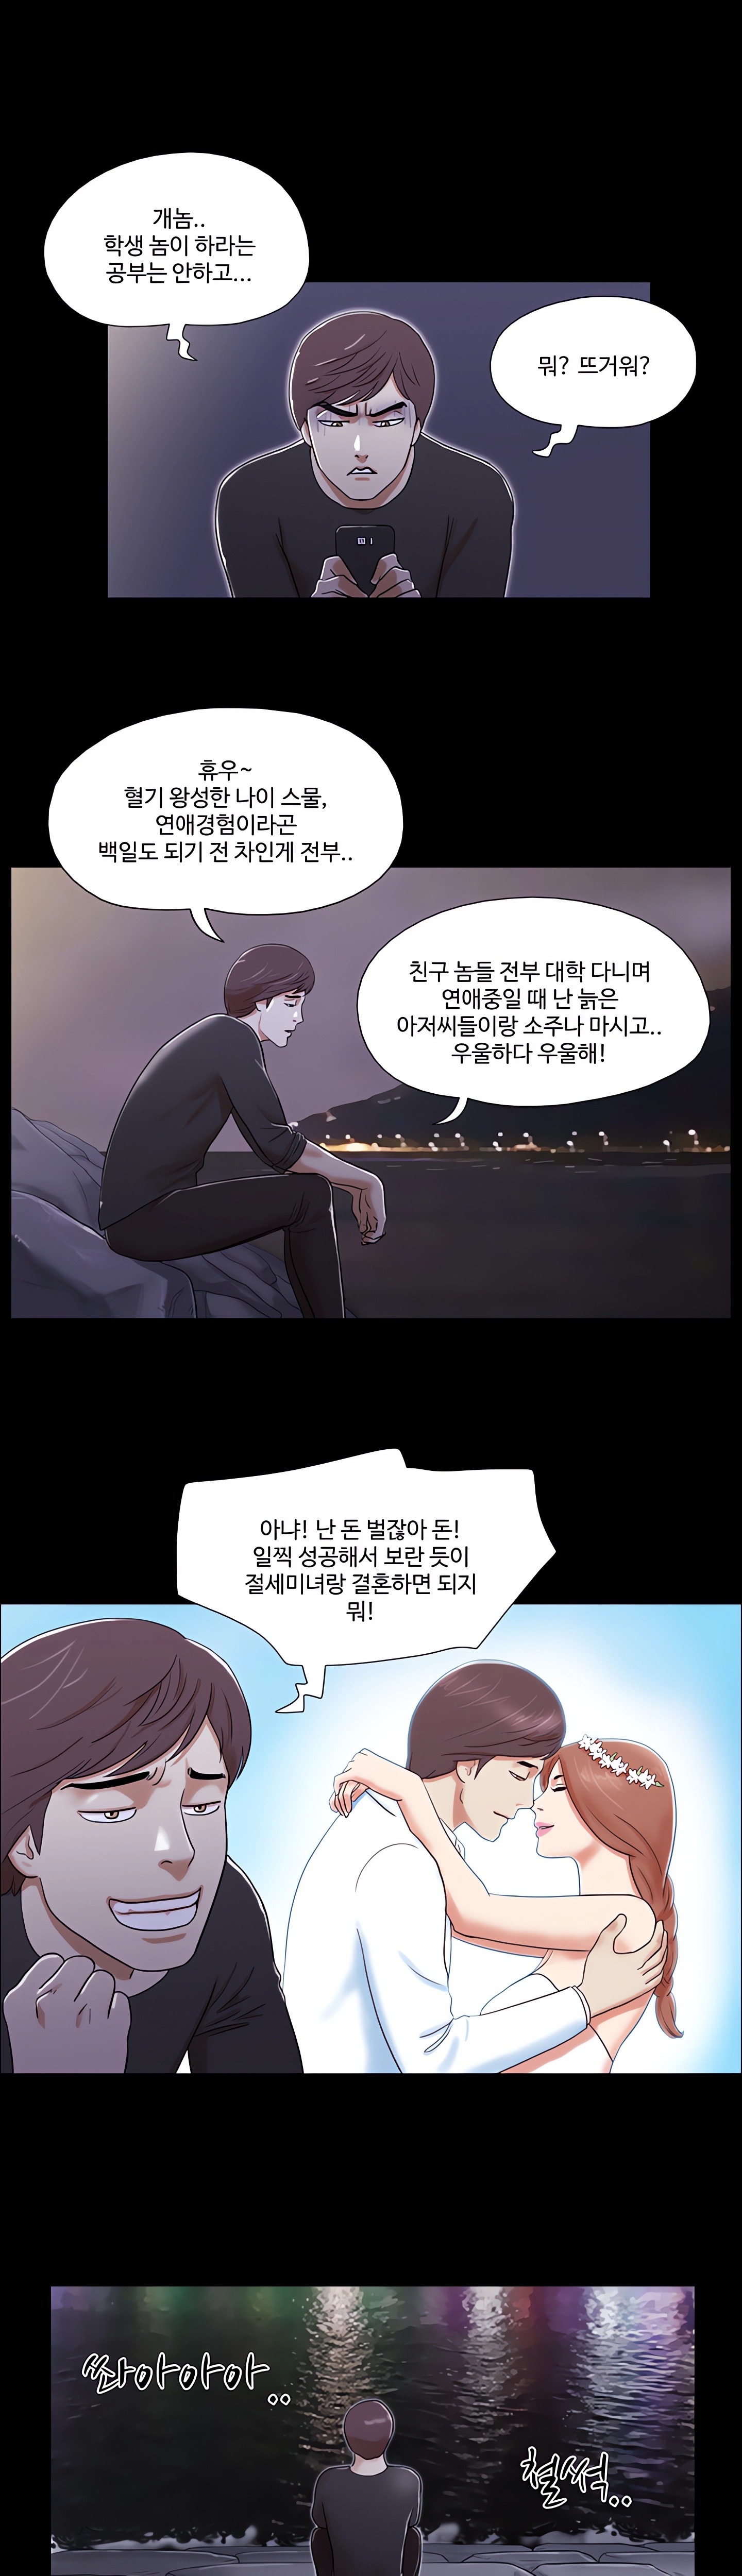 개놈..
학생 놈이 하라는
공부는 안하고...
뭐? 뜨거워?
휴우~
혈기 왕성한 나이 스물,
연애경험이라곤
백일도 되기 전 차인게 전부..
친구 놈들 전부 대학 다니며
연애중일 때 난 늙은
아저씨들이랑 소주나 마시고..
우울하다 우울해!
아냐! 난 돈 벌잖아 돈!
일찍 성공해서 보란 듯이
절세미녀랑 결혼하면 되지
뭐!
쏴아아아..
철썩..